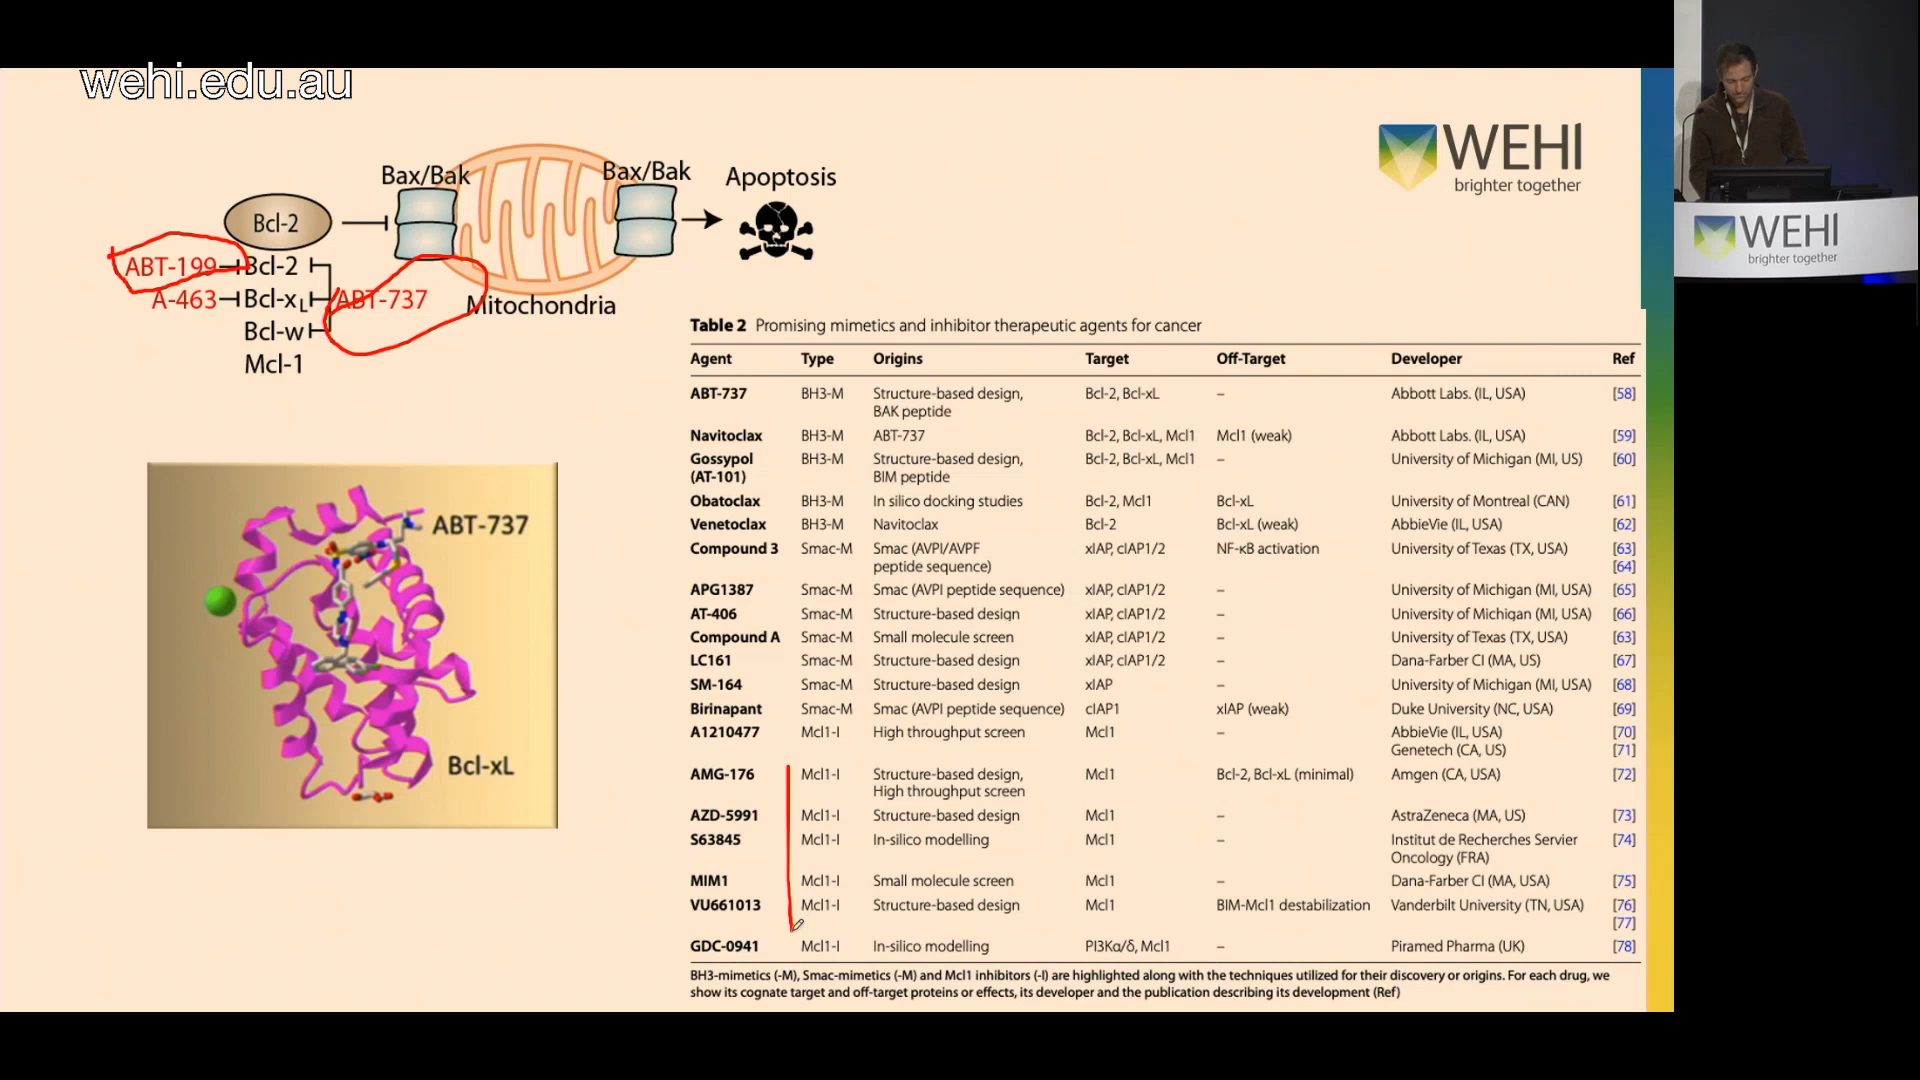 wehi.edu.au
WEHI
brighter together
WEHI
brighter together
Bax/Bak
Bax/Bak
Apoptosis
Bcl-2
ABT-199
Bcl-2
A-463
Bcl-xL
ABT-737
Mitochondria
Bcl-w
Mcl-1
ABT-737
Bcl-xL
Table 2 Promising mimetics and inhibitor therapeutic agents for cancer
Agent Type Origins Target Off-Target Developer Ref
ABT-737 BH3-M Structure-based design, Bcl-2, Bcl-xL – Abbott Labs. (IL, USA) [58]
BAK peptide
Navitoclax BH3-M ABT-737 Bcl-2, Bcl-xL, Mcl1 Mcl1 (weak) Abbott Labs. (IL, USA) [59]
Gossypol BH3-M Structure-based design, Bcl-2, Bcl-xL, Mcl1 – University of Michigan (MI, US) [60]
(AT-101) BIM peptide
Obatoclax BH3-M In silico docking studies Bcl-2, Mcl1 Bcl-xL University of Montreal (CAN) [61]
Venetoclax BH3-M Navitoclax Bcl-2 Bcl-xL (weak) AbbieVie (IL, USA) [62]
Compound 3 Smac-M Smac (AVPI/AVPF xIAP, cIAP1/2 NF-κB activation University of Texas (TX, USA) [63]
peptide sequence) [64]
APG1387 Smac-M Smac (AVPI peptide sequence) xIAP, cIAP1/2 – University of Michigan (MI, USA) [65]
AT-406 Smac-M Structure-based design xIAP, cIAP1/2 – University of Michigan (MI, USA) [66]
Compound A Smac-M Small molecule screen xIAP, cIAP1/2 – University of Texas (TX, USA) [63]
LC161 Smac-M Structure-based design xIAP, cIAP1/2 – Dana-Farber CI (MA, US) [67]
SM-164 Smac-M Structure-based design xIAP – University of Michigan (MI, USA) [68]
Birinapant Smac-M Smac (AVPI peptide sequence) cIAP1 xIAP (weak) Duke University (NC, USA) [69]
A1210477 Mcl1-I High throughput screen Mcl1 – AbbieVie (IL, USA) [70]
Genetech (CA, US) [71]
AMG-176 Mcl1-I Structure-based design, Mcl1 Bcl-2, Bcl-xL (minimal) Amgen (CA, USA) [72]
High throughput screen
AZD-5991 Mcl1-I Structure-based design Mcl1 – AstraZeneca (MA, US) [73]
S63845 Mcl1-I In-silico modelling Mcl1 – Institut de Recherches Servier [74]
Oncology (FRA)
MIM1 Mcl1-I Small molecule screen Mcl1 – Dana-Farber CI (MA, USA) [75]
VU661013 Mcl1-I Structure-based design Mcl1 BIM-Mcl1 destabilization Vanderbilt University (TN, USA) [76]
[77]
GDC-0941 Mcl1-I In-silico modelling PI3Kα/δ, Mcl1 – Piramed Pharma (UK) [78]
BH3-mimetics (-M), Smac-mimetics (-M) and Mcl1 inhibitors (-I) are highlighted along with the techniques utilized for their discovery or origins. For each drug, we
show its cognate target and off-target proteins or effects, its developer and the publication describing its development (Ref)